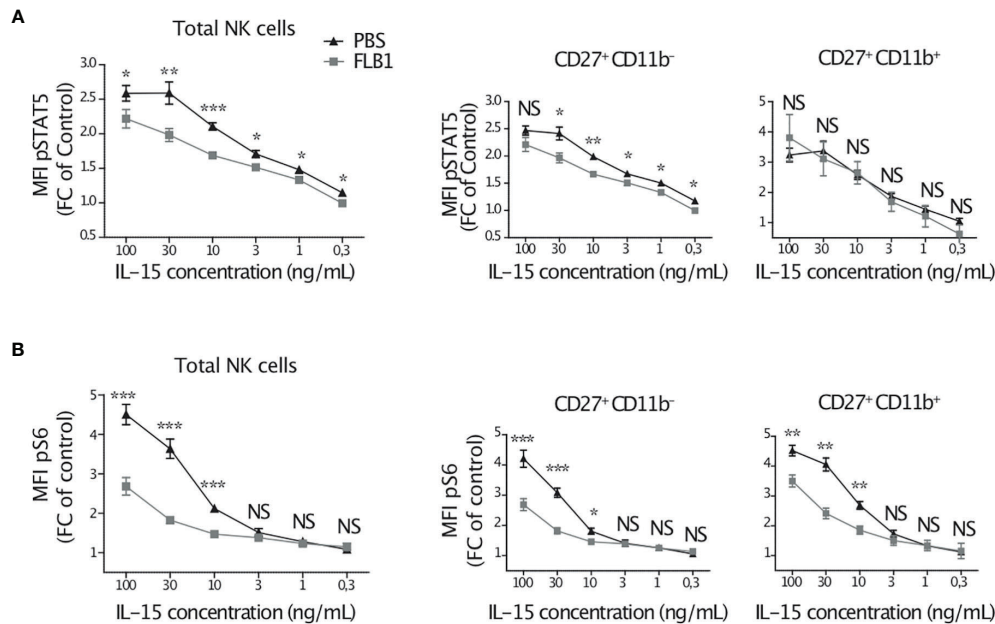 A
Total NK cells
PBS
FLB1
MFI pSTAT5
(FC of Control)
3.0
2.5
2.0
1.5
1.0
0.5
* ** *** * * *
100 30 10 3 1 0,3
IL-15 concentration (ng/mL)
CD27+ CD11b-
MFI pSTAT5
(FC of Control)
3.0
2.5
2.0
1.5
1.0
0.5
NS * ** * * *
100 30 10 3 1 0,3
IL-15 concentration (ng/mL)
CD27+ CD11b+
5
4
3
2
1
NS NS NS NS NS NS
100 30 10 3 1 0,3
IL-15 concentration (ng/mL)
B
Total NK cells
MFI pS6
(FC of control)
5
4
3
2
1
*** *** *** NS NS NS
100 30 10 3 1 0,3
IL-15 concentration (ng/mL)
CD27+ CD11b-
MFI pS6
(FC of control)
5
4
3
2
1
*** *** * NS NS NS
100 30 10 3 1 0,3
IL-15 concentration (ng/mL)
CD27+ CD11b+
5
4
3
2
1
** ** ** NS NS NS
100 30 10 3 1 0,3
IL-15 concentration (ng/mL)